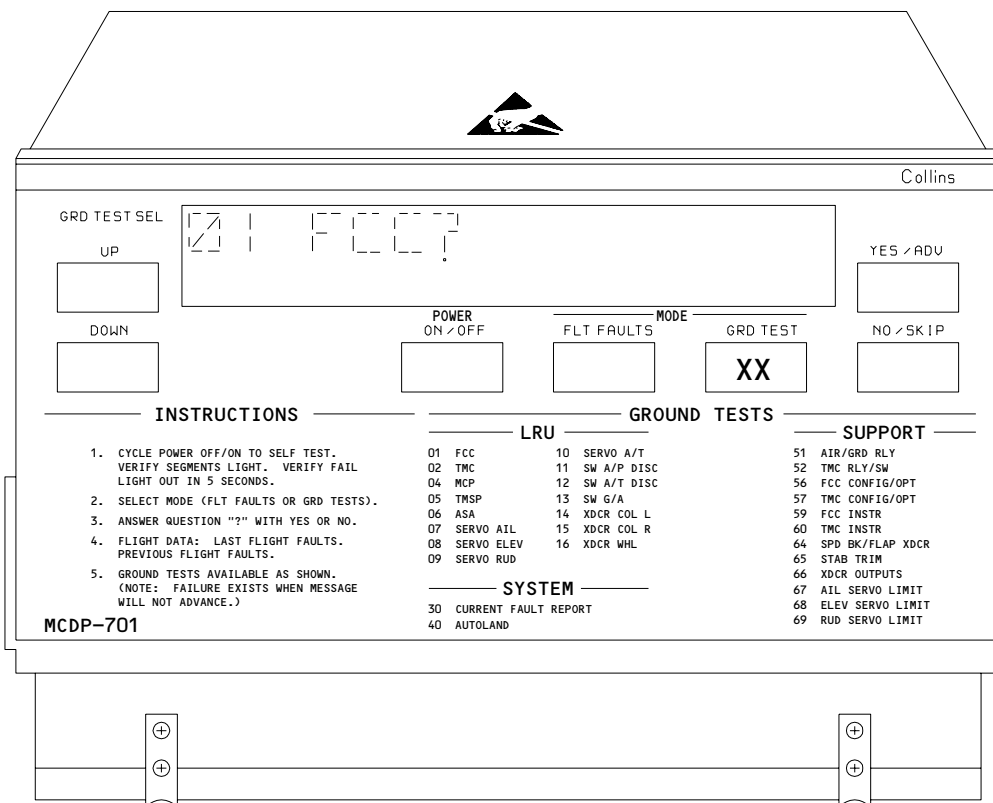 Collins
GRD TEST SEL
01 FCC?
UP
YES/ADV
DOWN
POWER
ON/OFF
MODE
FLT FAULTS
GRD TEST
NO/SKIP
XX
INSTRUCTIONS
1. CYCLE POWER OFF/ON TO SELF TEST.
VERIFY SEGMENTS LIGHT. VERIFY FAIL
LIGHT OUT IN 5 SECONDS.
2. SELECT MODE (FLT FAULTS OR GRD TESTS).
3. ANSWER QUESTION "?" WITH YES OR NO.
4. FLIGHT DATA: LAST FLIGHT FAULTS.
PREVIOUS FLIGHT FAULTS.
5. GROUND TESTS AVAILABLE AS SHOWN.
(NOTE: FAILURE EXISTS WHEN MESSAGE
WILL NOT ADVANCE.)
MCDP-701
GROUND TESTS
LRU
01 FCC
02 TMC
04 MCP
05 TMSP
06 ASA
07 SERVO AIL
08 SERVO ELEV
09 SERVO RUD
10 SERVO A/T
11 SW A/P DISC
12 SW A/T DISC
13 SW G/A
14 XDCR COL L
15 XDCR COL R
16 XDCR WHL
SYSTEM
30 CURRENT FAULT REPORT
40 AUTOLAND
SUPPORT
51 AIR/GRD RLY
52 TMC RLY/SW
56 FCC CONFIG/OPT
57 TMC CONFIG/OPT
59 FCC INSTR
60 TMC INSTR
64 SPD BK/FLAP XDCR
65 STAB TRIM
66 XDCR OUTPUTS
67 AIL SERVO LIMIT
68 ELEV SERVO LIMIT
69 RUD SERVO LIMIT